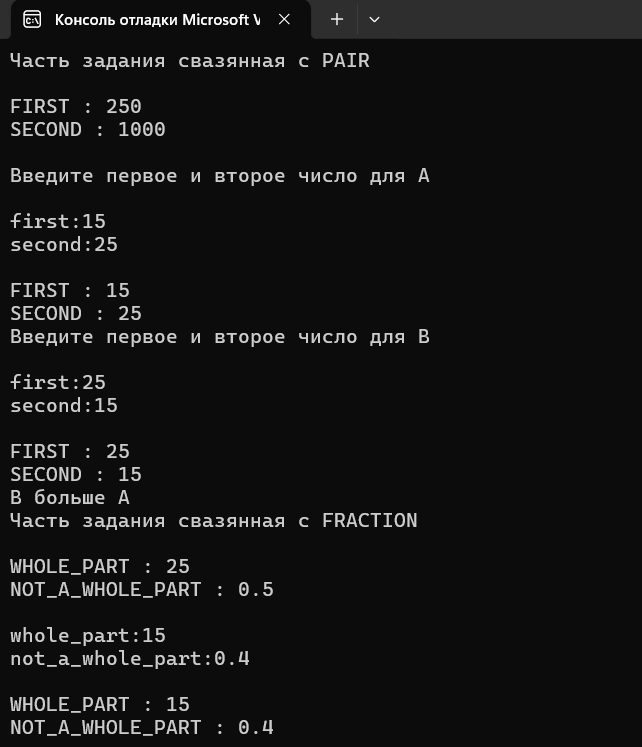 Консоль отладки Microsoft V
Часть задания свазянная с PAIR
FIRST : 250
SECOND : 1000
Введите первое и второе число для A
first:15
second:25
FIRST : 15
SECOND : 25
Введите первое и второе число для B
first:25
second:15
FIRST : 25
SECOND : 15
B больше A
Часть задания свазянная с FRACTION
WHOLE_PART : 25
NOT_A_WHOLE_PART : 0.5
whole_part:15
not_a_whole_part:0.4
WHOLE_PART : 15
NOT_A_WHOLE_PART : 0.4